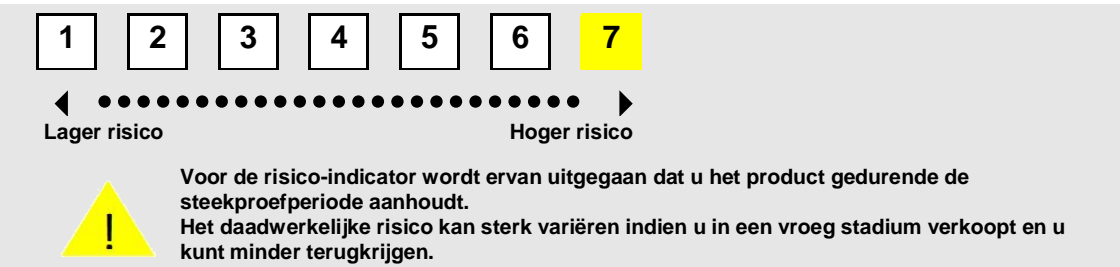 1 2 3 4 5 6 7
Lager risico Hoger risico
!
Voor de risico-indicator wordt ervan uitgegaan dat u het product gedurende de
steekproefperiode aanhoudt.
Het daadwerkelijke risico kan sterk variëren indien u in een vroeg stadium verkoopt en u
kunt minder terugkrijgen.